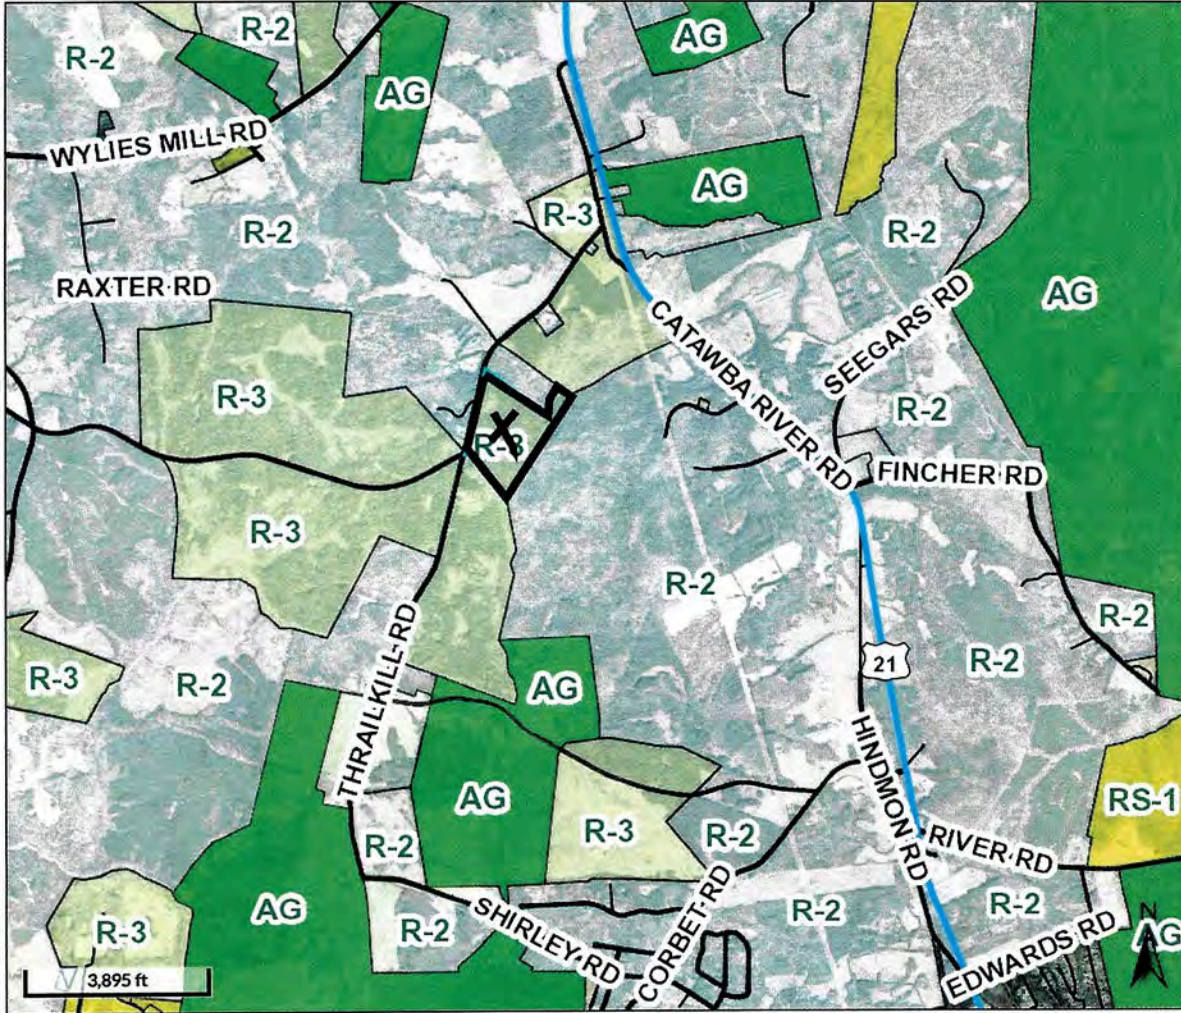 R-2
R-2
AG
AG
WYLIES MILL RD
AG
R-3
R-2
R-2
RAXTER RD
AG
CATAWBA RIVER RD
SEEGARS RD
R-3
R-2
R-3
FINCHER RD
R-3
R-2
R-2
R-2
21
R-3
R-2
AG
THRAILKILL RD
HINDMON RD
AG
RS-1
R-3
R-2
R-2
RIVER RD
AG
R-2
R-2
R-2
SHIRLEY RD
CORBET RD
R-3
EDWARDS RD
AG
N
3,895 ft